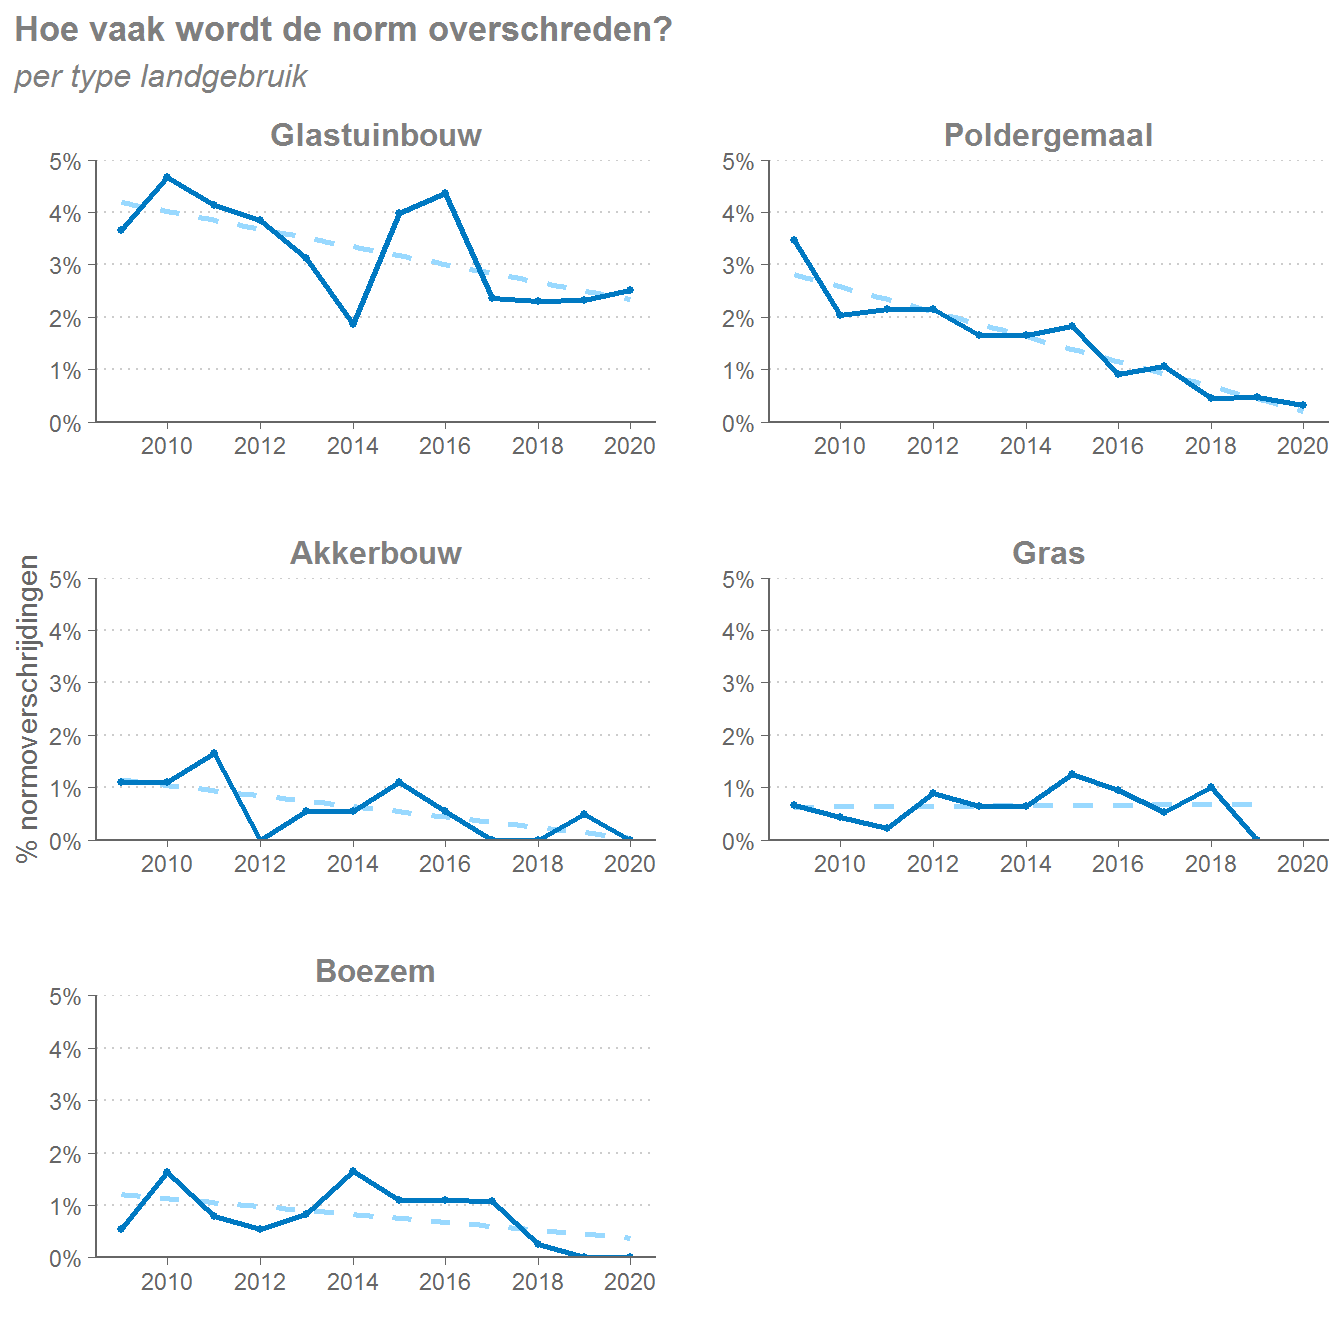 Hoe vaak wordt de norm overschreden?
per type landgebruik
Glastuinbouw
5%
4%
3%
2%
1%
0%
2010 2012 2014 2016 2018 2020
Poldergemaal
5%
4%
3%
2%
1%
0%
2010 2012 2014 2016 2018 2020
% normoverschrijdingen
Akkerbouw
5%
4%
3%
2%
1%
0%
2010 2012 2014 2016 2018 2020
Gras
5%
4%
3%
2%
1%
0%
2010 2012 2014 2016 2018 2020
Boezem
5%
4%
3%
2%
1%
0%
2010 2012 2014 2016 2018 2020